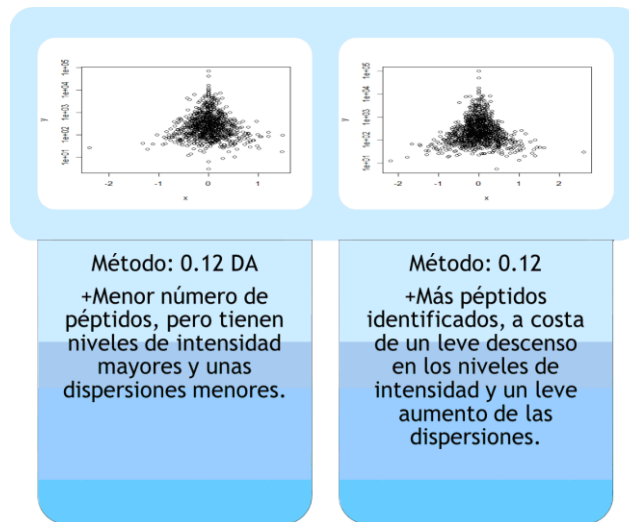 1e+05
1e+04
1e+03
1e+02
1e+01
y
-2 -1 0 1
x
1e+05
1e+04
1e+03
1e+02
1e+01
y
-2 -1 0 1 2
x
Método: 0.12 DA
+Menor número de
péptidos, pero tienen
niveles de intensidad
mayores y unas
dispersiones menores.
Método: 0.12
+Más péptidos
identificados, a costa
de un leve descenso
en los niveles de
intensidad y un leve
aumento de las
dispersiones.